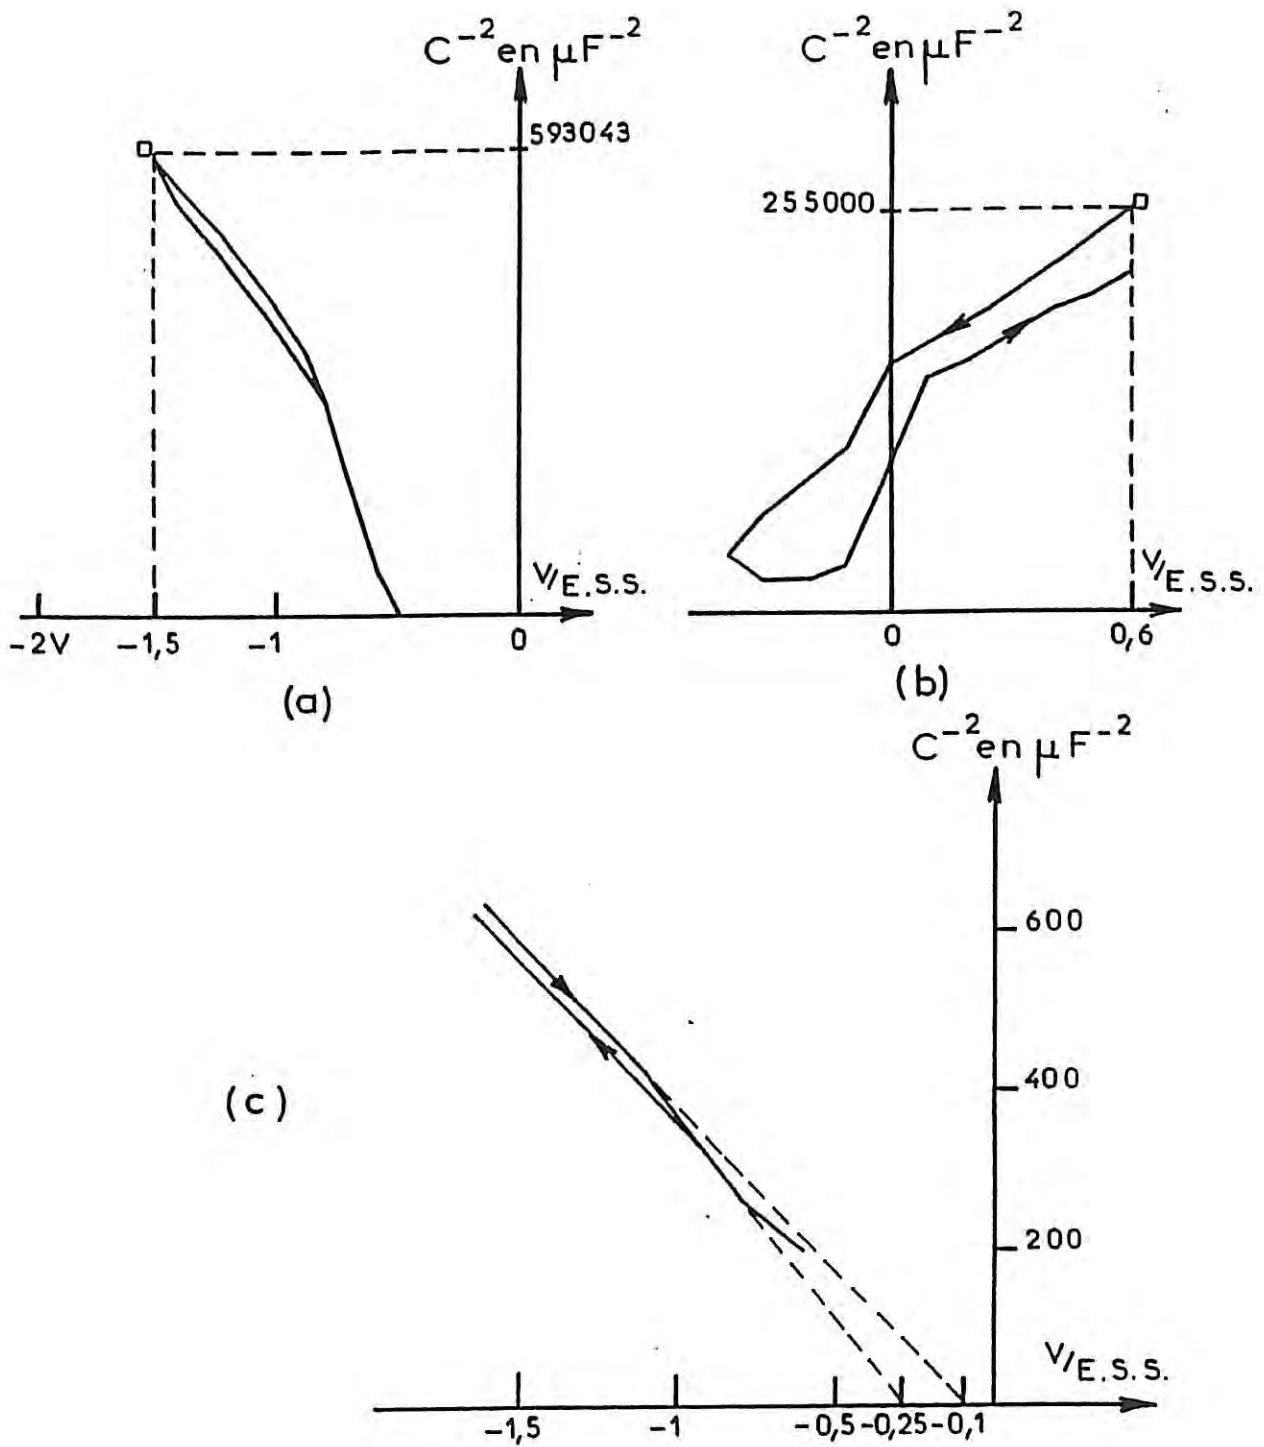 C⁻² en µF⁻²
593043
V/E.S.S.
-2V -1,5 -1 0
(a)
C⁻² en µF⁻²
255000
V/E.S.S.
0 0,6
(b)
C⁻² en µF⁻²
600
400
(c)
200
V/E.S.S.
-1,5 -1 -0,5 -0,25 -0,1